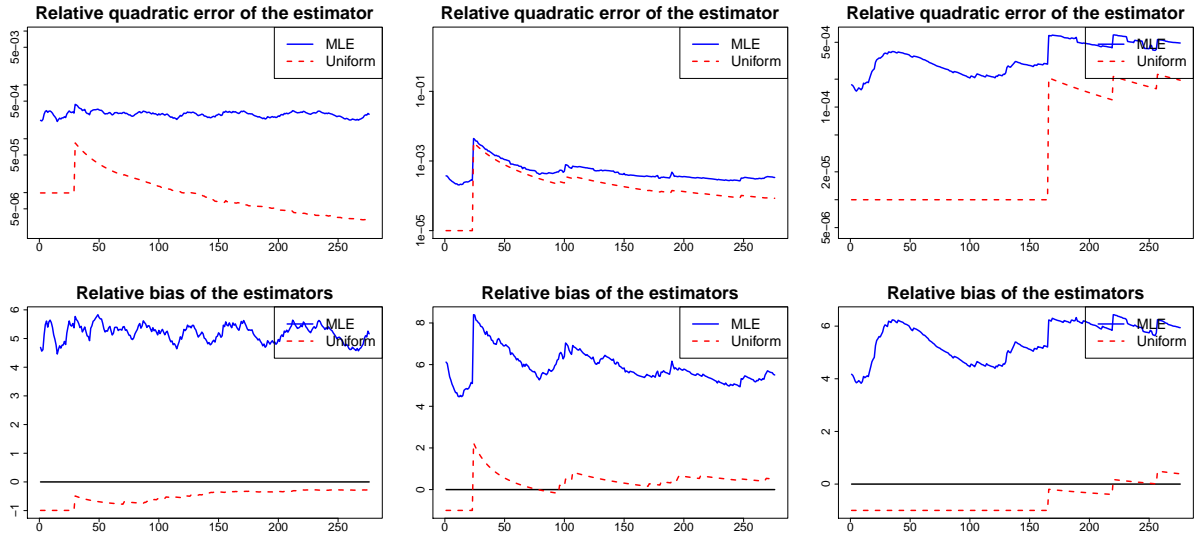 Relative quadratic error of the estimator
5e-03
5e-04
5e-05
5e-06
MLE
Uniform
0 50 100 150 200 250
Relative quadratic error of the estimator
1e-01
1e-03
1e-05
MLE
Uniform
0 50 100 150 200 250
Relative quadratic error of the estimator
5e-04
1e-04
2e-05
5e-06
MLE
Uniform
0 50 100 150 200 250
Relative bias of the estimators
6
5
4
3
2
1
0
−1
MLE
Uniform
0 50 100 150 200 250
Relative bias of the estimators
8
6
4
2
0
MLE
Uniform
0 50 100 150 200 250
Relative bias of the estimators
6
4
2
0
MLE
Uniform
0 50 100 150 200 250